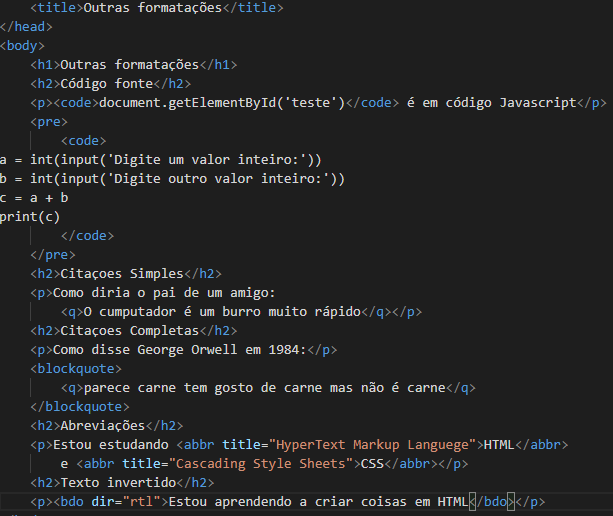 <title>Outras formatações</title>
</head>
<body>
<h1>Outras formatações</h1>
<h2>Código fonte</h2>
<p><code>document.getElementById('teste')</code> é em código Javascript</p>
<pre>
<code>
a = int(input('Digite um valor inteiro:'))
b = int(input('Digite outro valor inteiro:'))
c = a + b
print(c)
</code>
</pre>
<h2>Citaçoes Simples</h2>
<p>Como diria o pai de um amigo:
<q>O cumputador é um burro muito rápido</q></p>
<h2>Citaçoes Completas</h2>
<p>Como disse George Orwell em 1984:</p>
<blockquote>
<q>parece carne tem gosto de carne mas não é carne</q>
</blockquote>
<h2>Abreviações</h2>
<p>Estou estudando <abbr title="HyperText Markup Languege">HTML</abbr>
e <abbr title="Cascading Style Sheets">CSS</abbr></p>
<h2>Texto invertido</h2>
<p><bdo dir="rtl">Estou aprendendo a criar coisas em HTML</bdo></p>